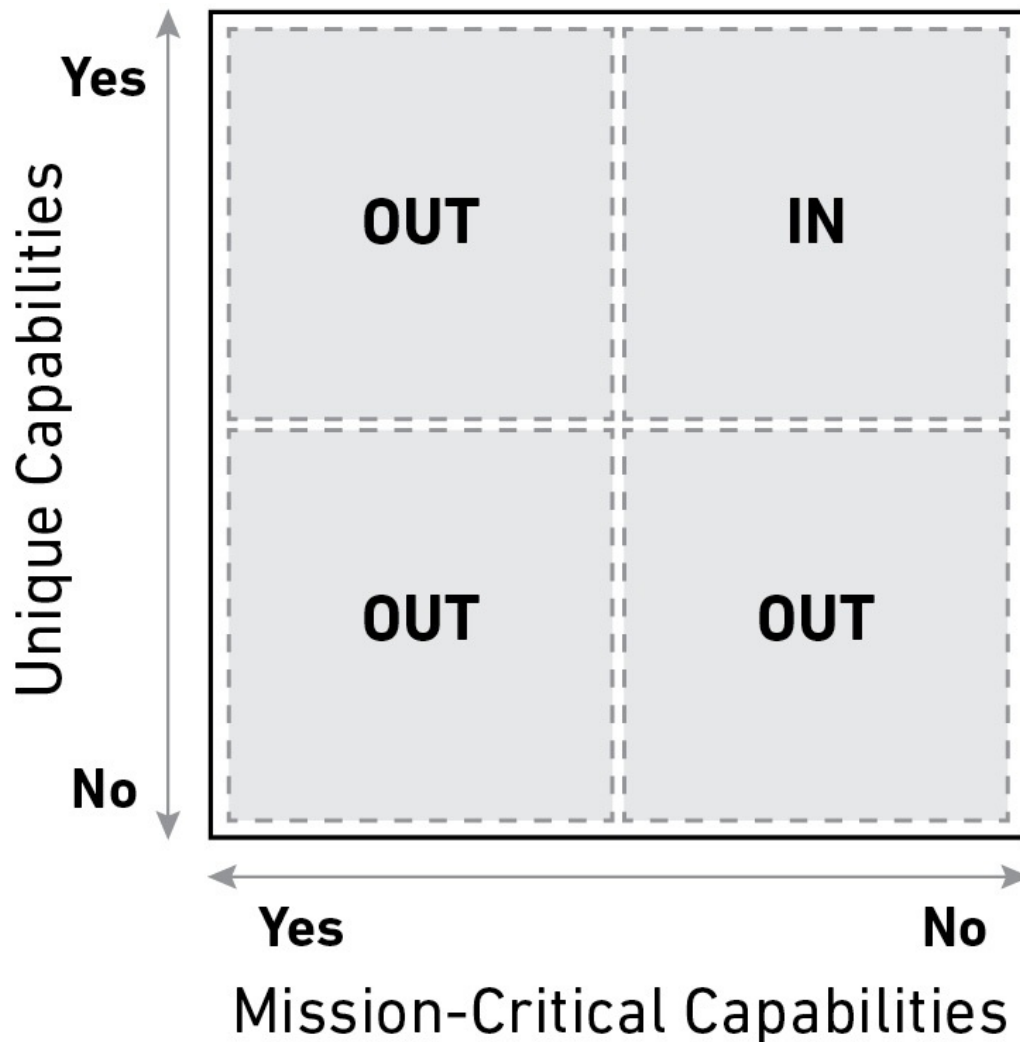 Yes
Unique Capabilities
No
OUT
IN
OUT
OUT
Yes
No
Mission-Critical Capabilities